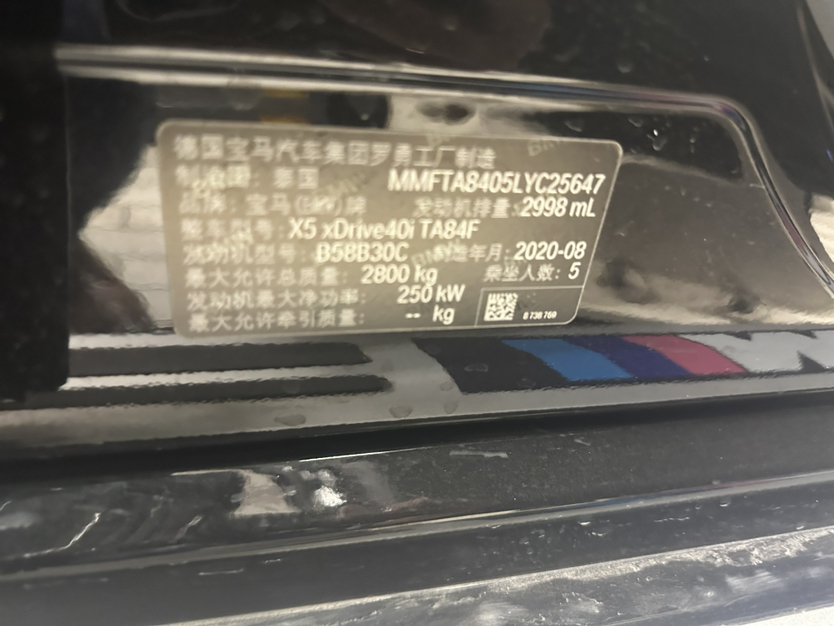 德国宝马汽车集团罗勇工厂制造
制造国：泰国 MMFTA8405LYC25647
品牌：宝马(BMW)牌 发动机排量:2998 mL
整车型号：X5 xDrive40i TA84F
发动机型号：B58B30C 制造年月:2020-08
最大允许总质量： 2800 kg 乘坐人数：5
发动机最大净功率： 250 kW
最大允许牵引质量： -- kg